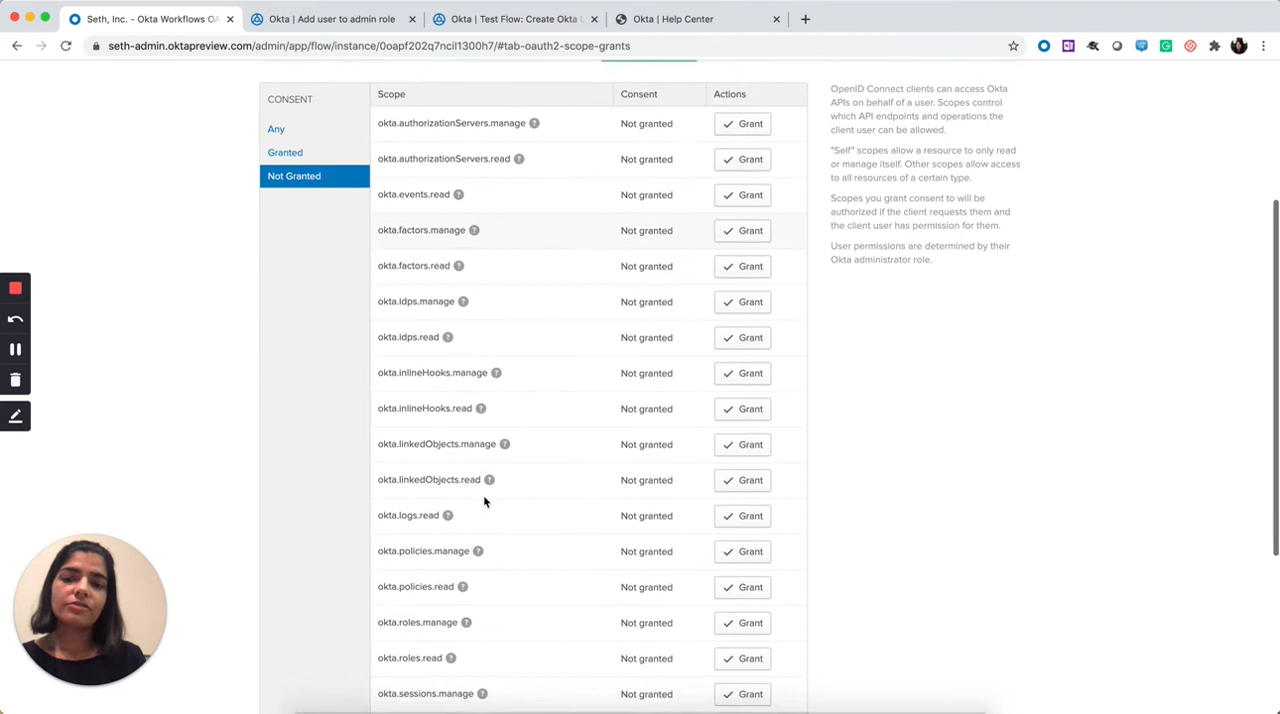 Seth, Inc. - Okta Workflows OA
Okta | Add user to admin role
Okta | Test Flow: Create Okta U
Okta | Help Center
seth-admin.oktapreview.com/admin/app/flow/instance/0oapf202q7ncil1300h7/#tab-oauth2-scope-grants
CONSENT
Any
Granted
Not Granted
Scope Consent Actions
okta.authorizationServers.manage ? Not granted Grant
okta.authorizationServers.read ? Not granted Grant
okta.events.read ? Not granted Grant
okta.factors.manage ? Not granted Grant
okta.factors.read ? Not granted Grant
okta.idps.manage ? Not granted Grant
okta.idps.read ? Not granted Grant
okta.inlineHooks.manage ? Not granted Grant
okta.inlineHooks.read ? Not granted Grant
okta.linkedObjects.manage ? Not granted Grant
okta.linkedObjects.read ? Not granted Grant
okta.logs.read ? Not granted Grant
okta.policies.manage ? Not granted Grant
okta.policies.read ? Not granted Grant
okta.roles.manage ? Not granted Grant
okta.roles.read ? Not granted Grant
okta.sessions.manage ? Not granted Grant
OpenID Connect clients can access Okta
APIs on behalf of a user. Scopes control
which API endpoints and operations the
client user can be allowed.
"Self" scopes allow a resource to only read
or manage itself. Other scopes allow access
to all resources of a certain type.
Scopes you grant consent to will be
authorized if the client requests them and
the client user has permission for them.
User permissions are determined by their
Okta administrator role.